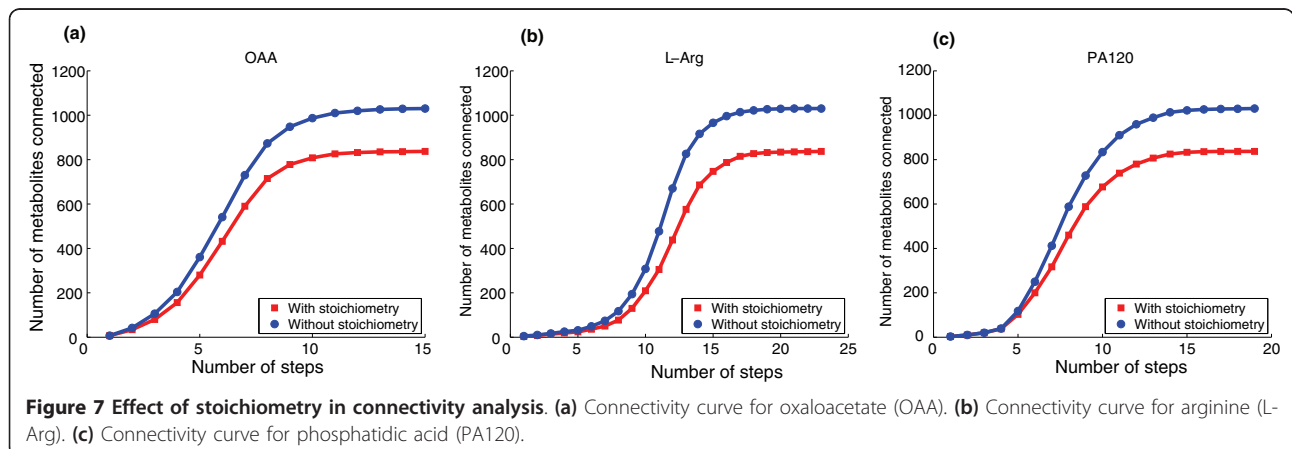 (a)
OAA
Number of metabolites connected
1200
1000
800
600
400
200
0
5
10
15
With stoichiometry
Without stoichiometry
Number of steps
(b)
L–Arg
Number of metabolites connected
1200
1000
800
600
400
200
0
5
10
15
20
25
With stoichiometry
Without stoichiometry
Number of steps
(c)
PA120
Number of metabolites connected
1200
1000
800
600
400
200
0
5
10
15
20
With stoichiometry
Without stoichiometry
Number of steps
Figure 7 Effect of stoichiometry in connectivity analysis. (a) Connectivity curve for oxaloacetate (OAA). (b) Connectivity curve for arginine (L-
Arg). (c) Connectivity curve for phosphatidic acid (PA120).